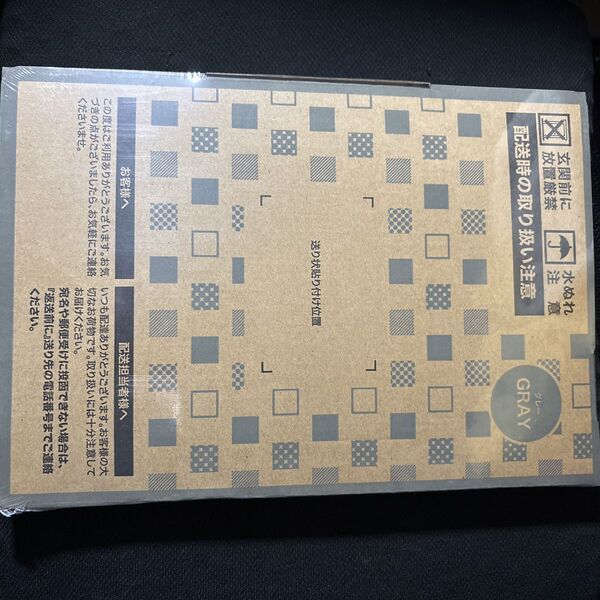 配送時の取り扱い注意
玄関前に
放置厳禁
水ぬれ
注意
グレー
GRAY
送り状貼り付け位置
お客様へ
この度はご利用ありがとうございます。お気
づきの点がございましたら、お気軽にご連絡
くださいませ。
配送担当者様へ
いつも配達ありがとうございます。お客様の大
切なお荷物です。取り扱いには十分注意して
お届けください。
宛名や郵便受けに投函できない場合は、
『返送前に』送り先の電話番号までご連絡
ください。